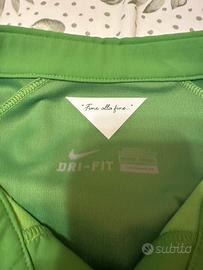 "Fino alla fine..."
DRI-FIT
subito